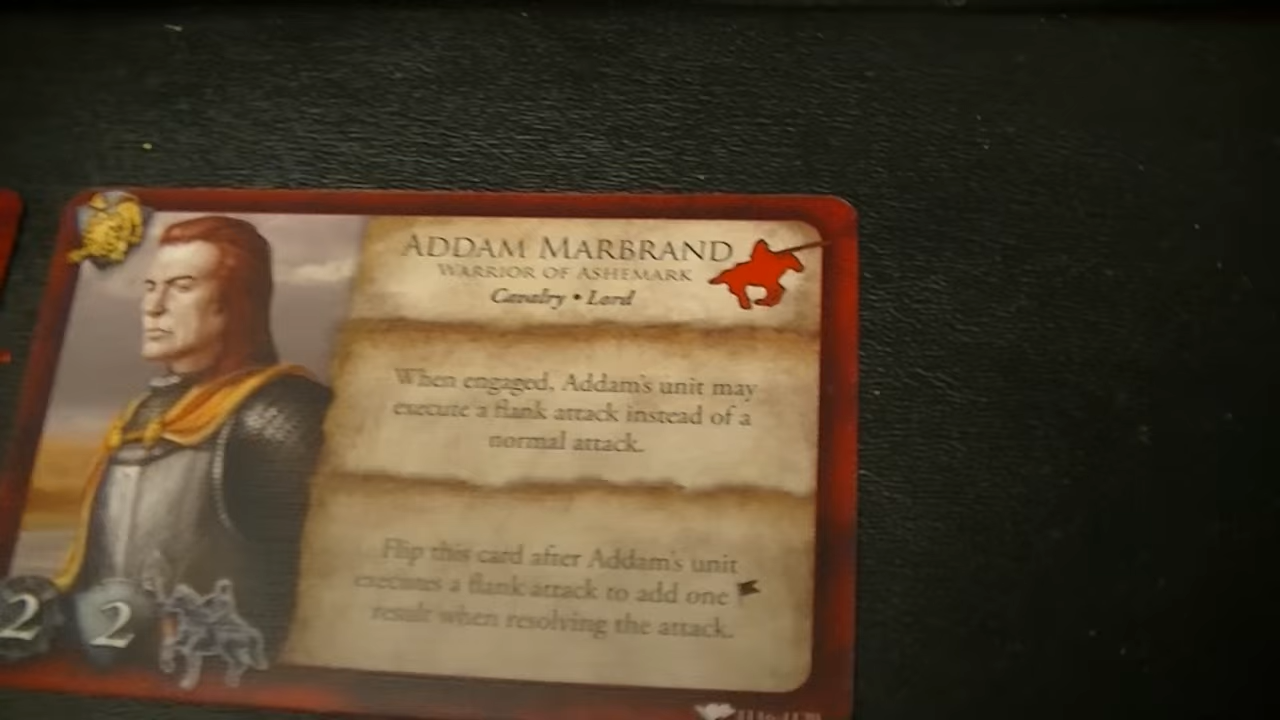 ADDAM MARBRAND
WARRIOR OF ASHEMARK
Cavalry • Lord
When engaged, Addam's unit may
execute a flank attack instead of a
normal attack.
Flip this card after Addam's unit
executes a flank attack to add one
result when resolving the attack.
2 2